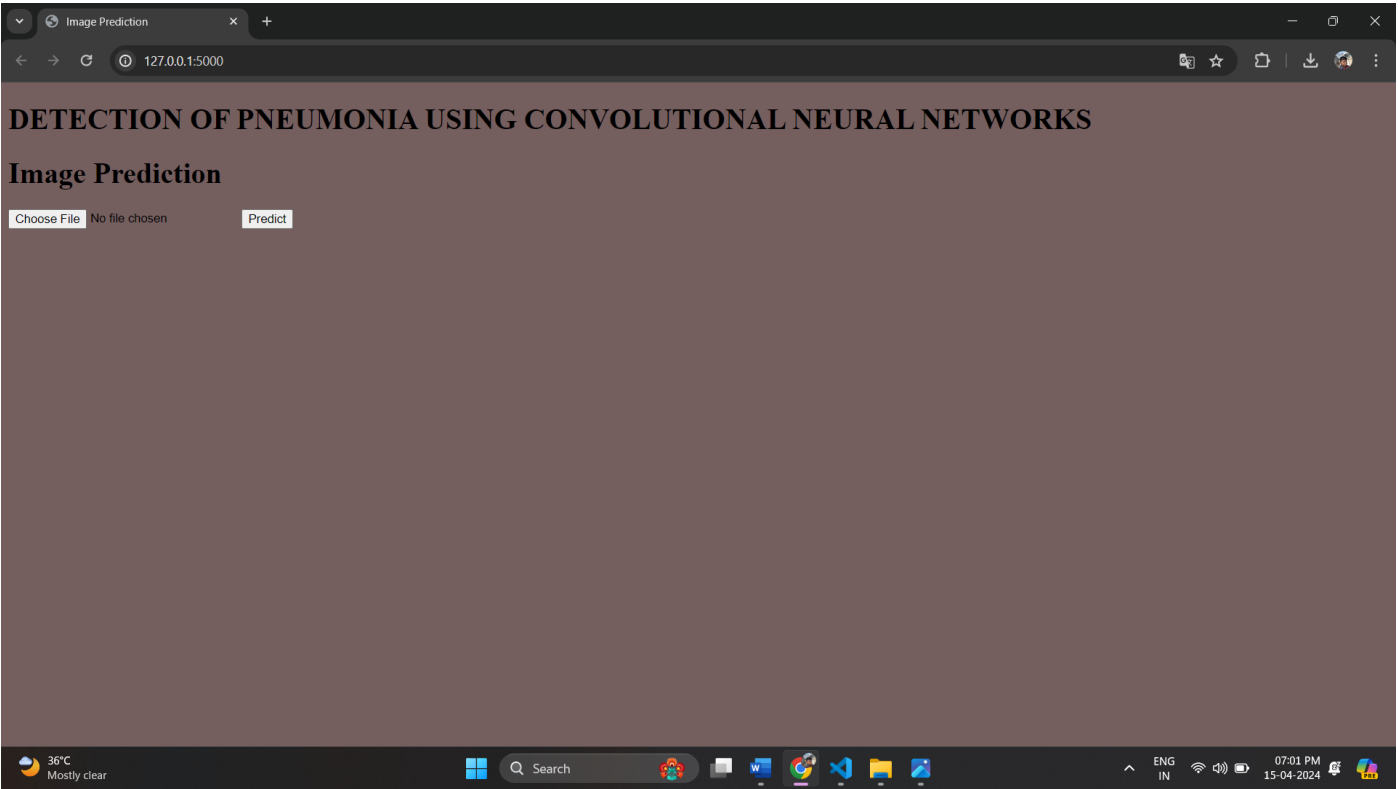 Image Prediction
127.0.0.1:5000
DETECTION OF PNEUMONIA USING CONVOLUTIONAL NEURAL NETWORKS
Image Prediction
Choose File No file chosen Predict
36°C
Mostly clear
Search
ENG
IN
07:01 PM
15-04-2024
PRE